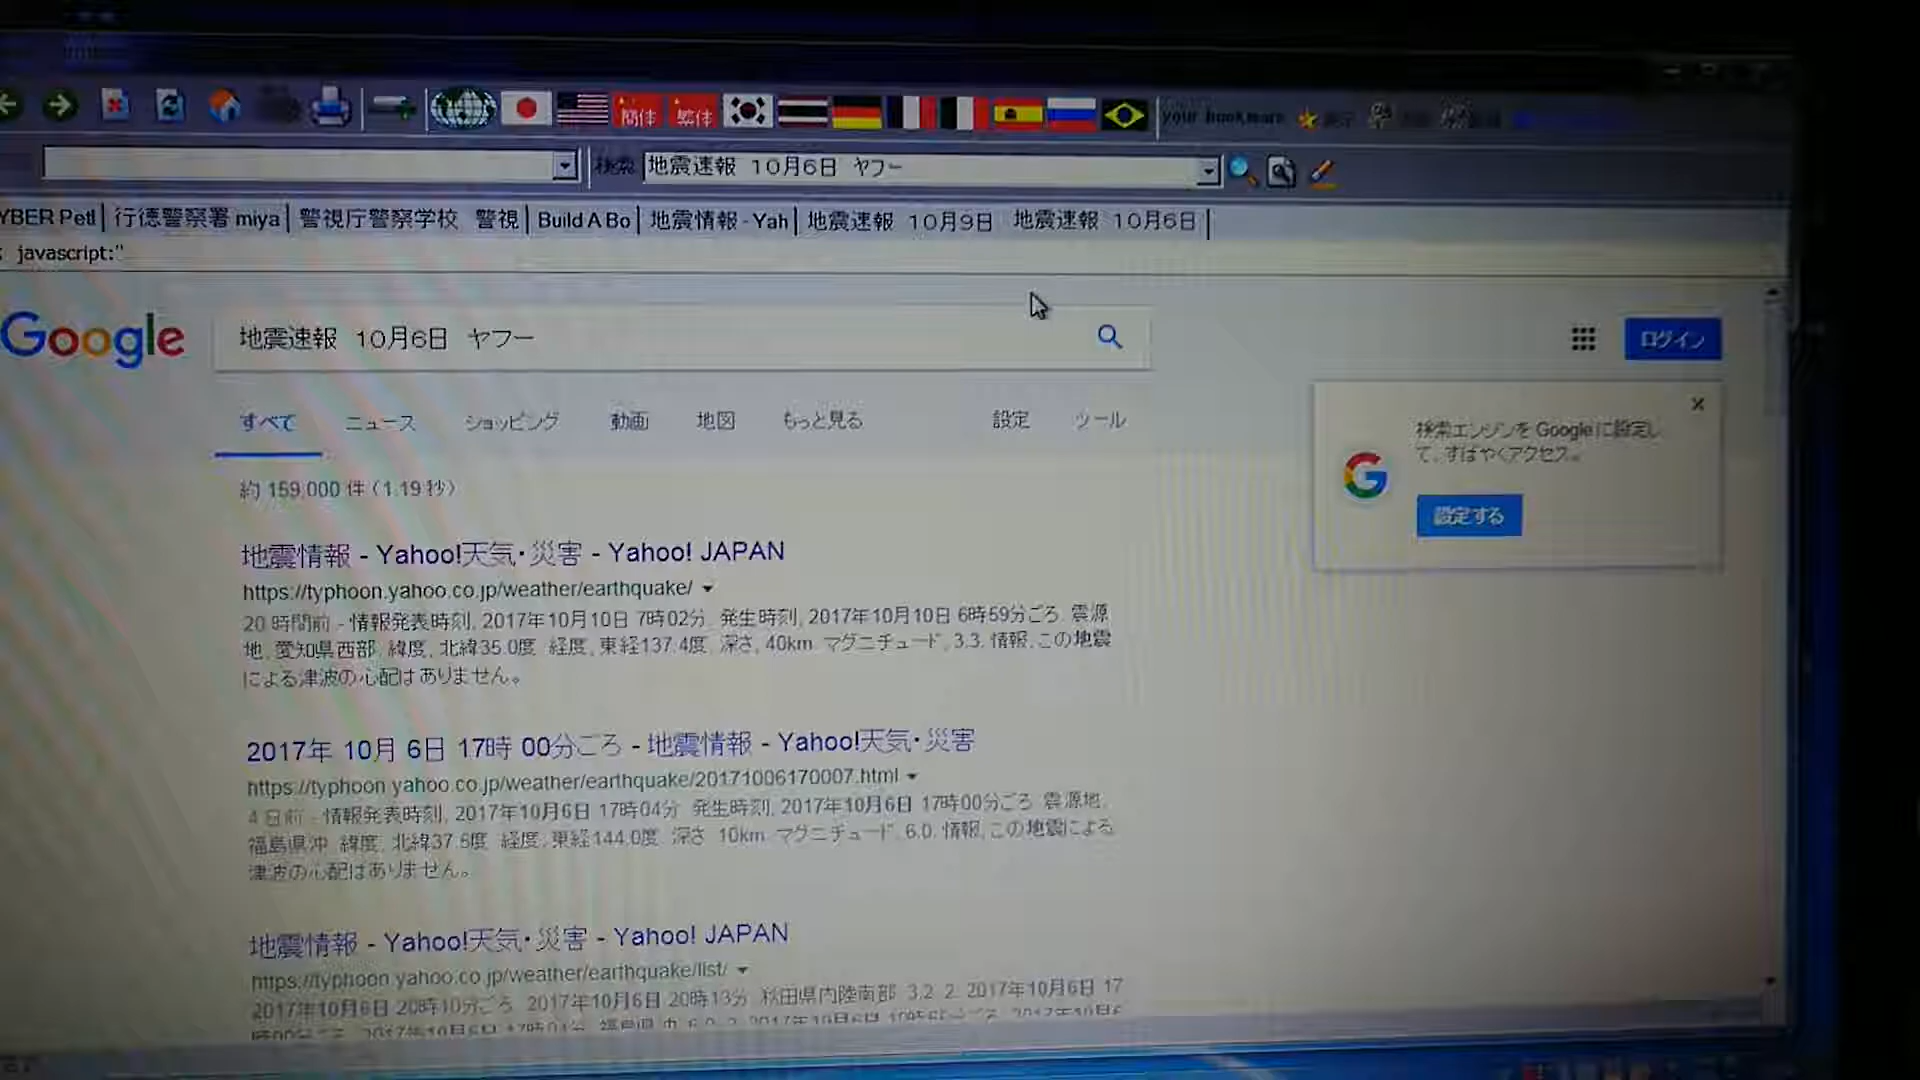 簡体 繁体 your bookmark
検索 地震速報 10月6日 ヤフー
YBER Petl 行徳警察署 miya 警視庁警察学校 警視 Build A Bo 地震情報 - Yah 地震速報 10月9日 地震速報 10月6日
javascript:''
Google 地震速報 10月6日 ヤフー ログイン
すべて ニュース ショッピング 動画 地図 もっと見る 設定 ツール
検索エンジンを Google に設定し
て、すばやくアクセス。
設定する
約 159,000 件 (1.19 秒)
地震情報 - Yahoo!天気・災害 - Yahoo! JAPAN
https://typhoon.yahoo.co.jp/weather/earthquake/
20 時間前 - 情報発表時刻, 2017年10月10日 7時02分. 発生時刻, 2017年10月10日 6時59分ごろ. 震源
地, 愛知県西部. 緯度, 北緯35.0度. 経度, 東経137.4度. 深さ, 40km. マグニチュード, 3.3. 情報, この地震
による津波の心配はありません。
2017年 10月 6日 17時 00分ごろ - 地震情報 - Yahoo!天気・災害
https://typhoon.yahoo.co.jp/weather/earthquake/20171006170007.html
4 日前 - 情報発表時刻, 2017年10月6日 17時04分. 発生時刻, 2017年10月6日 17時00分ごろ. 震源地,
福島県沖. 緯度, 北緯37.5度. 経度, 東経144.0度. 深さ, 10km. マグニチュード, 6.0. 情報, この地震による
津波の心配はありません。
地震情報 - Yahoo!天気・災害 - Yahoo! JAPAN
https://typhoon.yahoo.co.jp/weather/earthquake/list/
2017年10月6日 20時10分ごろ. 2017年10月6日 20時13分. 秋田県内陸南部. 3.2. 2. 2017年10月6日 17